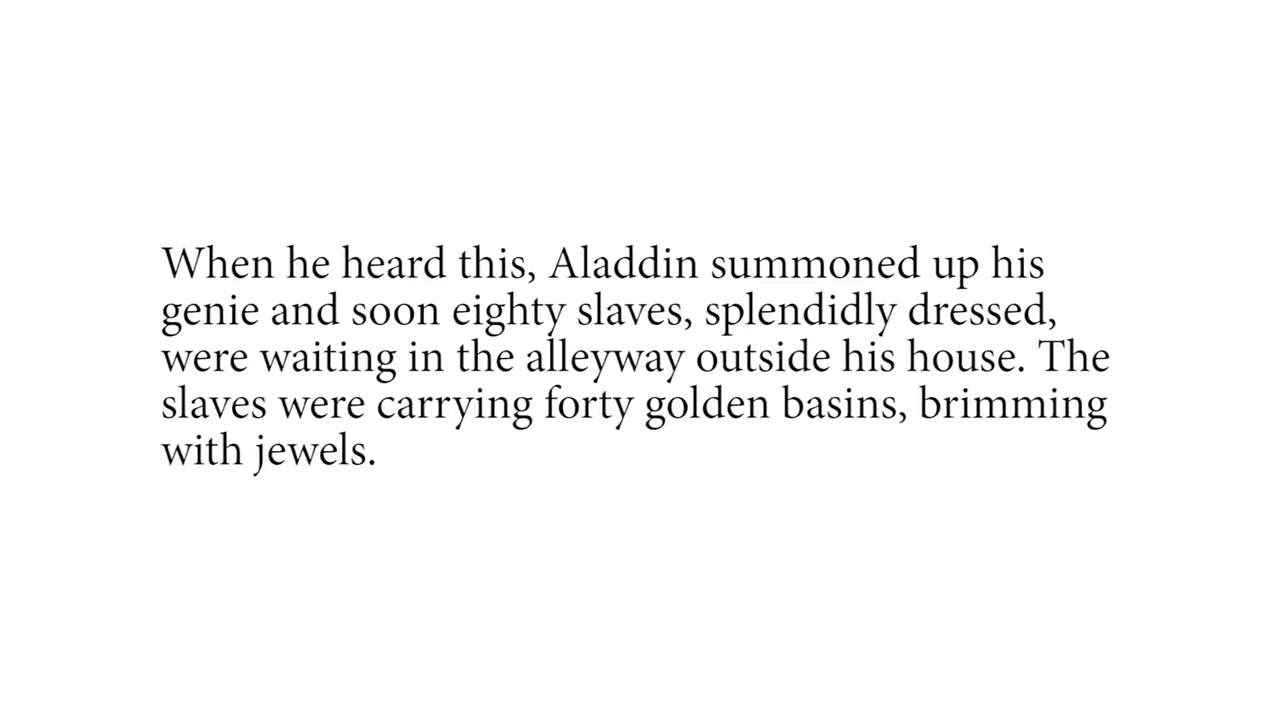 When he heard this, Aladdin summoned up his
genie and soon eighty slaves, splendidly dressed,
were waiting in the alleyway outside his house. The
slaves were carrying forty golden basins, brimming
with jewels.